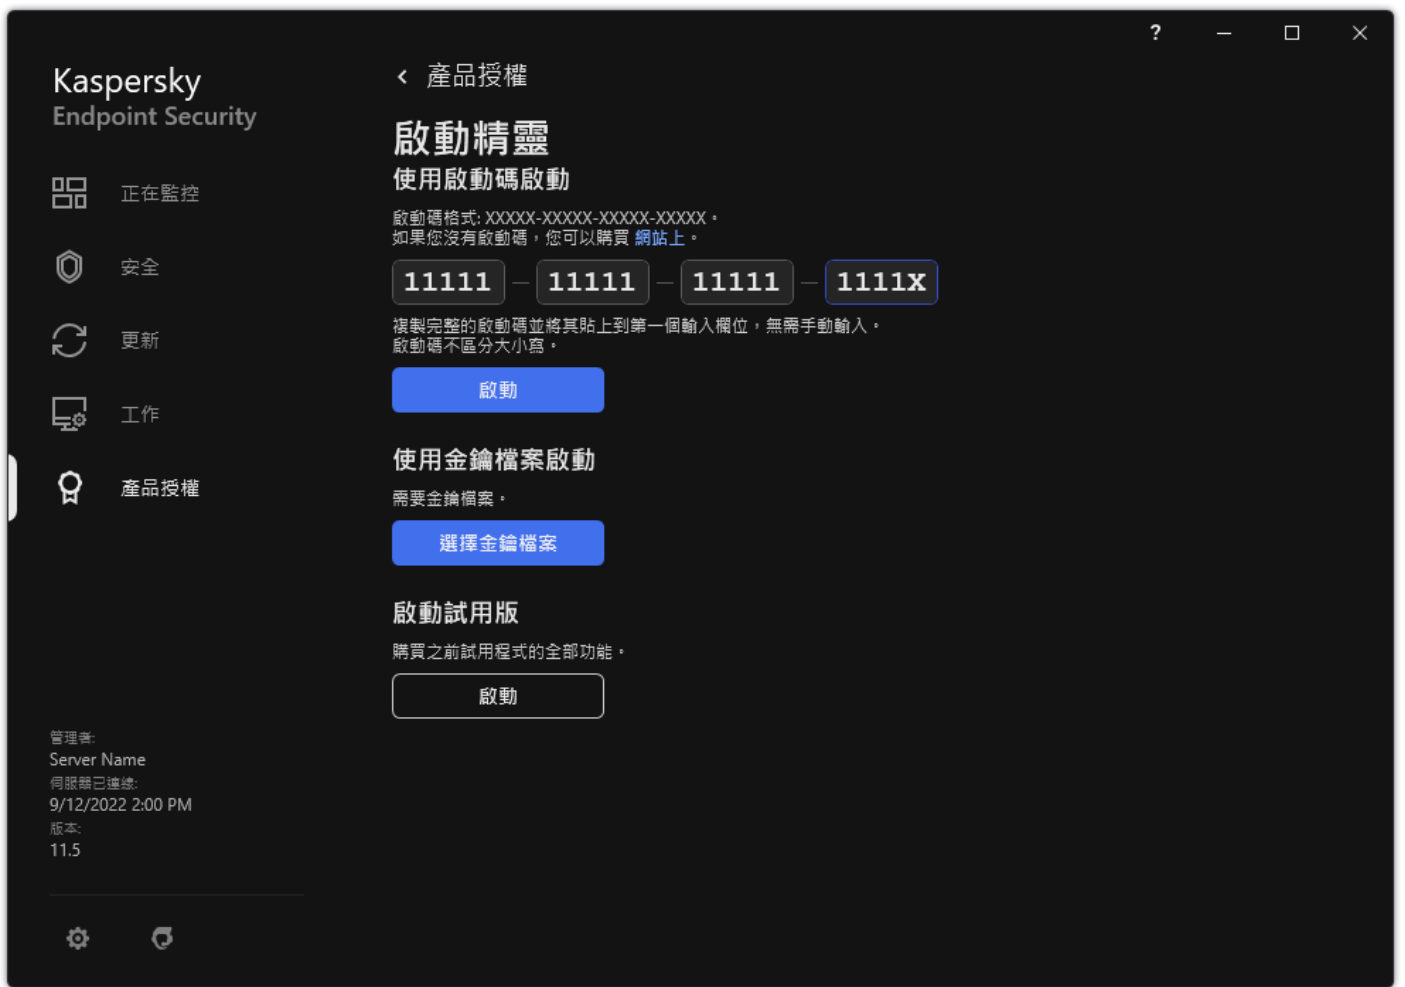 ?
Kaspersky
Endpoint Security
正在監控
安全
更新
工作
產品授權
管理者:
Server Name
伺服器已連線:
9/12/2022 2:00 PM
版本:
11.5
產品授權
啟動精靈
使用啟動碼啟動
啟動碼格式: XXXXX-XXXXX-XXXXX-XXXXX。
如果您沒有啟動碼，您可以購買 網站上。
11111 — 11111 — 11111 — 1111X
複製完整的啟動碼並將其貼上到第一個輸入欄位，無需手動輸入。
啟動碼不區分大小寫。
啟動
使用金鑰檔案啟動
需要金鑰檔案。
選擇金鑰檔案
啟動試用版
購買之前試用程式的全部功能。
啟動